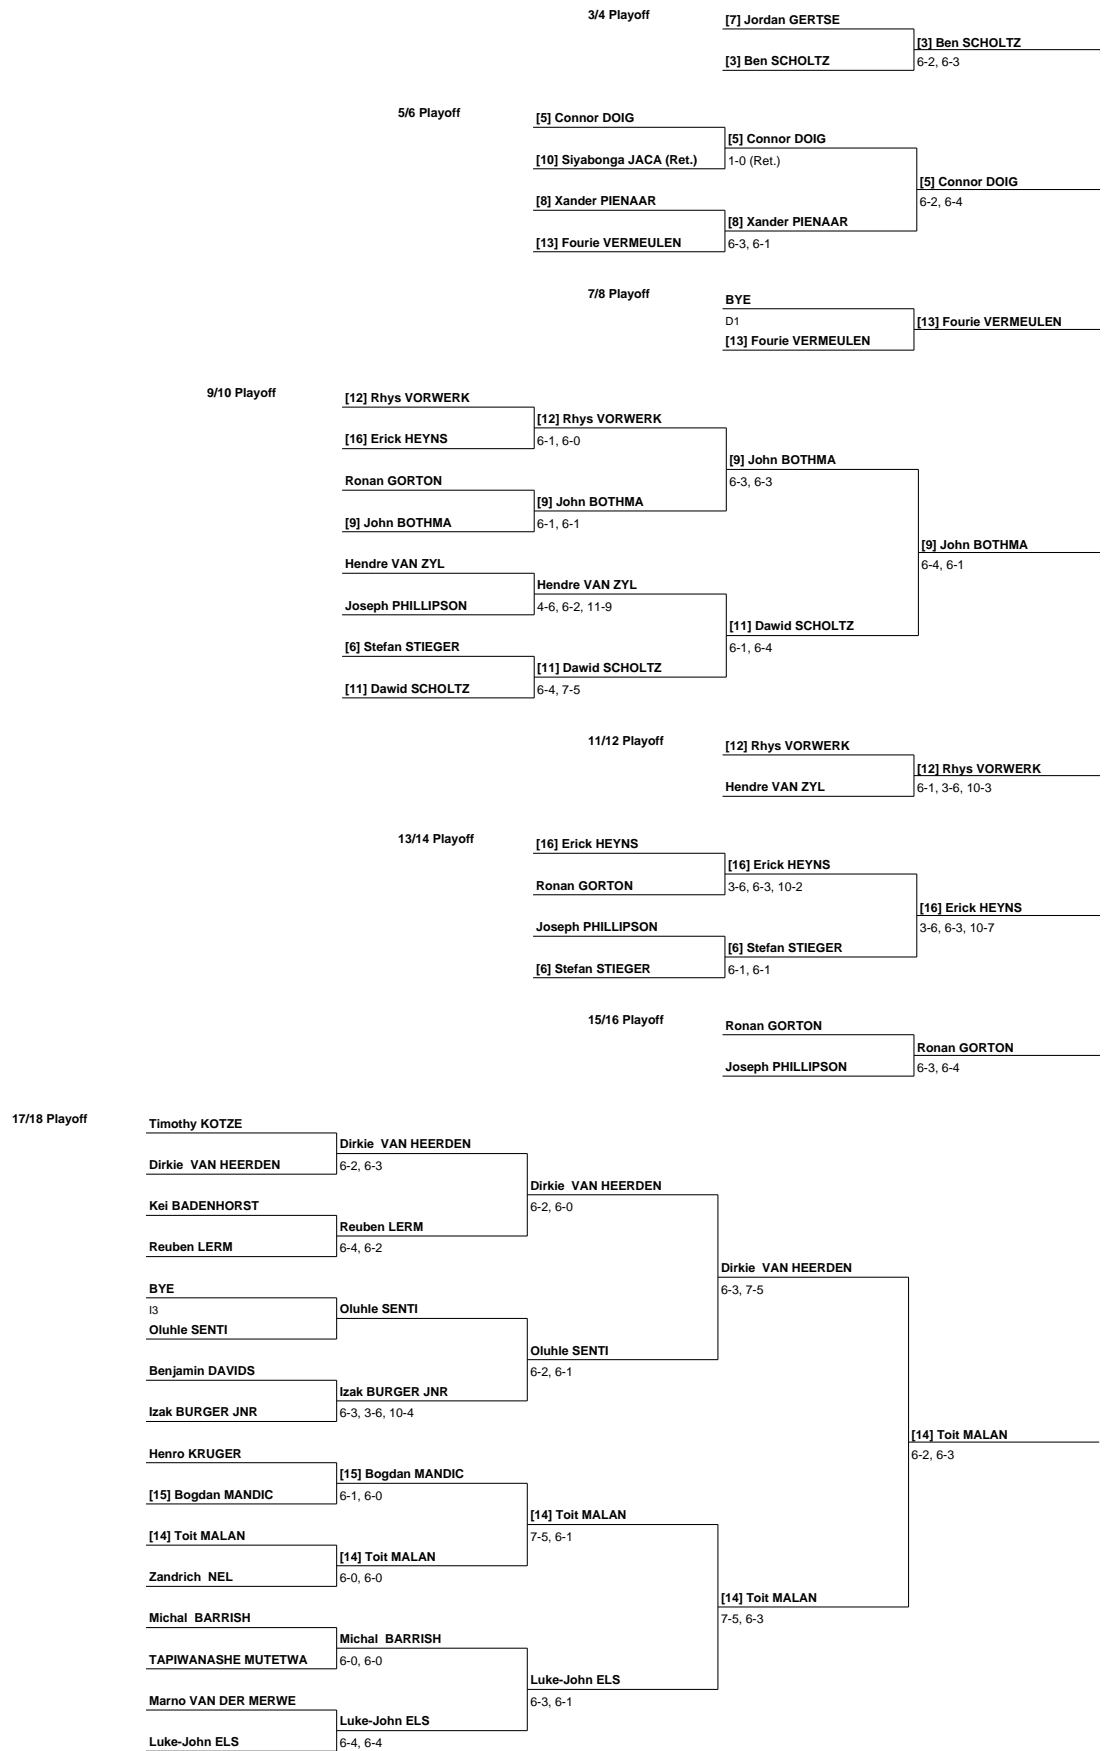 3/4 Playoff
[7] Jordan GERTSE
[3] Ben SCHOLTZ
[3] Ben SCHOLTZ
6-2, 6-3
5/6 Playoff
[5] Connor DOIG
[5] Connor DOIG
[10] Siyabonga JACA (Ret.)
1-0 (Ret.)
[5] Connor DOIG
[8] Xander PIENAAR
6-2, 6-4
[8] Xander PIENAAR
[13] Fourie VERMEULEN
6-3, 6-1
7/8 Playoff
BYE
D1
[13] Fourie VERMEULEN
[13] Fourie VERMEULEN
9/10 Playoff
[12] Rhys VORWERK
[12] Rhys VORWERK
[16] Erick HEYNS
6-1, 6-0
[9] John BOTHMA
Ronan GORTON
6-3, 6-3
[9] John BOTHMA
[9] John BOTHMA
6-1, 6-1
[9] John BOTHMA
Hendre VAN ZYL
6-4, 6-1
Hendre VAN ZYL
Joseph PHILLIPSON
4-6, 6-2, 11-9
[11] Dawid SCHOLTZ
[6] Stefan STIEGER
6-1, 6-4
[11] Dawid SCHOLTZ
[11] Dawid SCHOLTZ
6-4, 7-5
11/12 Playoff
[12] Rhys VORWERK
[12] Rhys VORWERK
Hendre VAN ZYL
6-1, 3-6, 10-3
13/14 Playoff
[16] Erick HEYNS
[16] Erick HEYNS
Ronan GORTON
3-6, 6-3, 10-2
[16] Erick HEYNS
Joseph PHILLIPSON
3-6, 6-3, 10-7
[6] Stefan STIEGER
[6] Stefan STIEGER
6-1, 6-1
15/16 Playoff
Ronan GORTON
Ronan GORTON
Joseph PHILLIPSON
6-3, 6-4
17/18 Playoff
Timothy KOTZE
Dirkie VAN HEERDEN
Dirkie VAN HEERDEN
6-2, 6-3
Dirkie VAN HEERDEN
Kei BADENHORST
6-2, 6-0
Reuben LERM
Reuben LERM
6-4, 6-2
Dirkie VAN HEERDEN
BYE
6-3, 7-5
I3
Oluhle SENTI
Oluhle SENTI
Oluhle SENTI
Benjamin DAVIDS
6-2, 6-1
Izak BURGER JNR
Izak BURGER JNR
6-3, 3-6, 10-4
[14] Toit MALAN
Henro KRUGER
6-2, 6-3
[15] Bogdan MANDIC
[15] Bogdan MANDIC
6-1, 6-0
[14] Toit MALAN
[14] Toit MALAN
7-5, 6-1
[14] Toit MALAN
Zandrich NEL
6-0, 6-0
[14] Toit MALAN
Michal BARRISH
7-5, 6-3
Michal BARRISH
TAPIWANASHE MUTETWA
6-0, 6-0
Luke-John ELS
Marno VAN DER MERWE
6-3, 6-1
Luke-John ELS
Luke-John ELS
6-4, 6-4